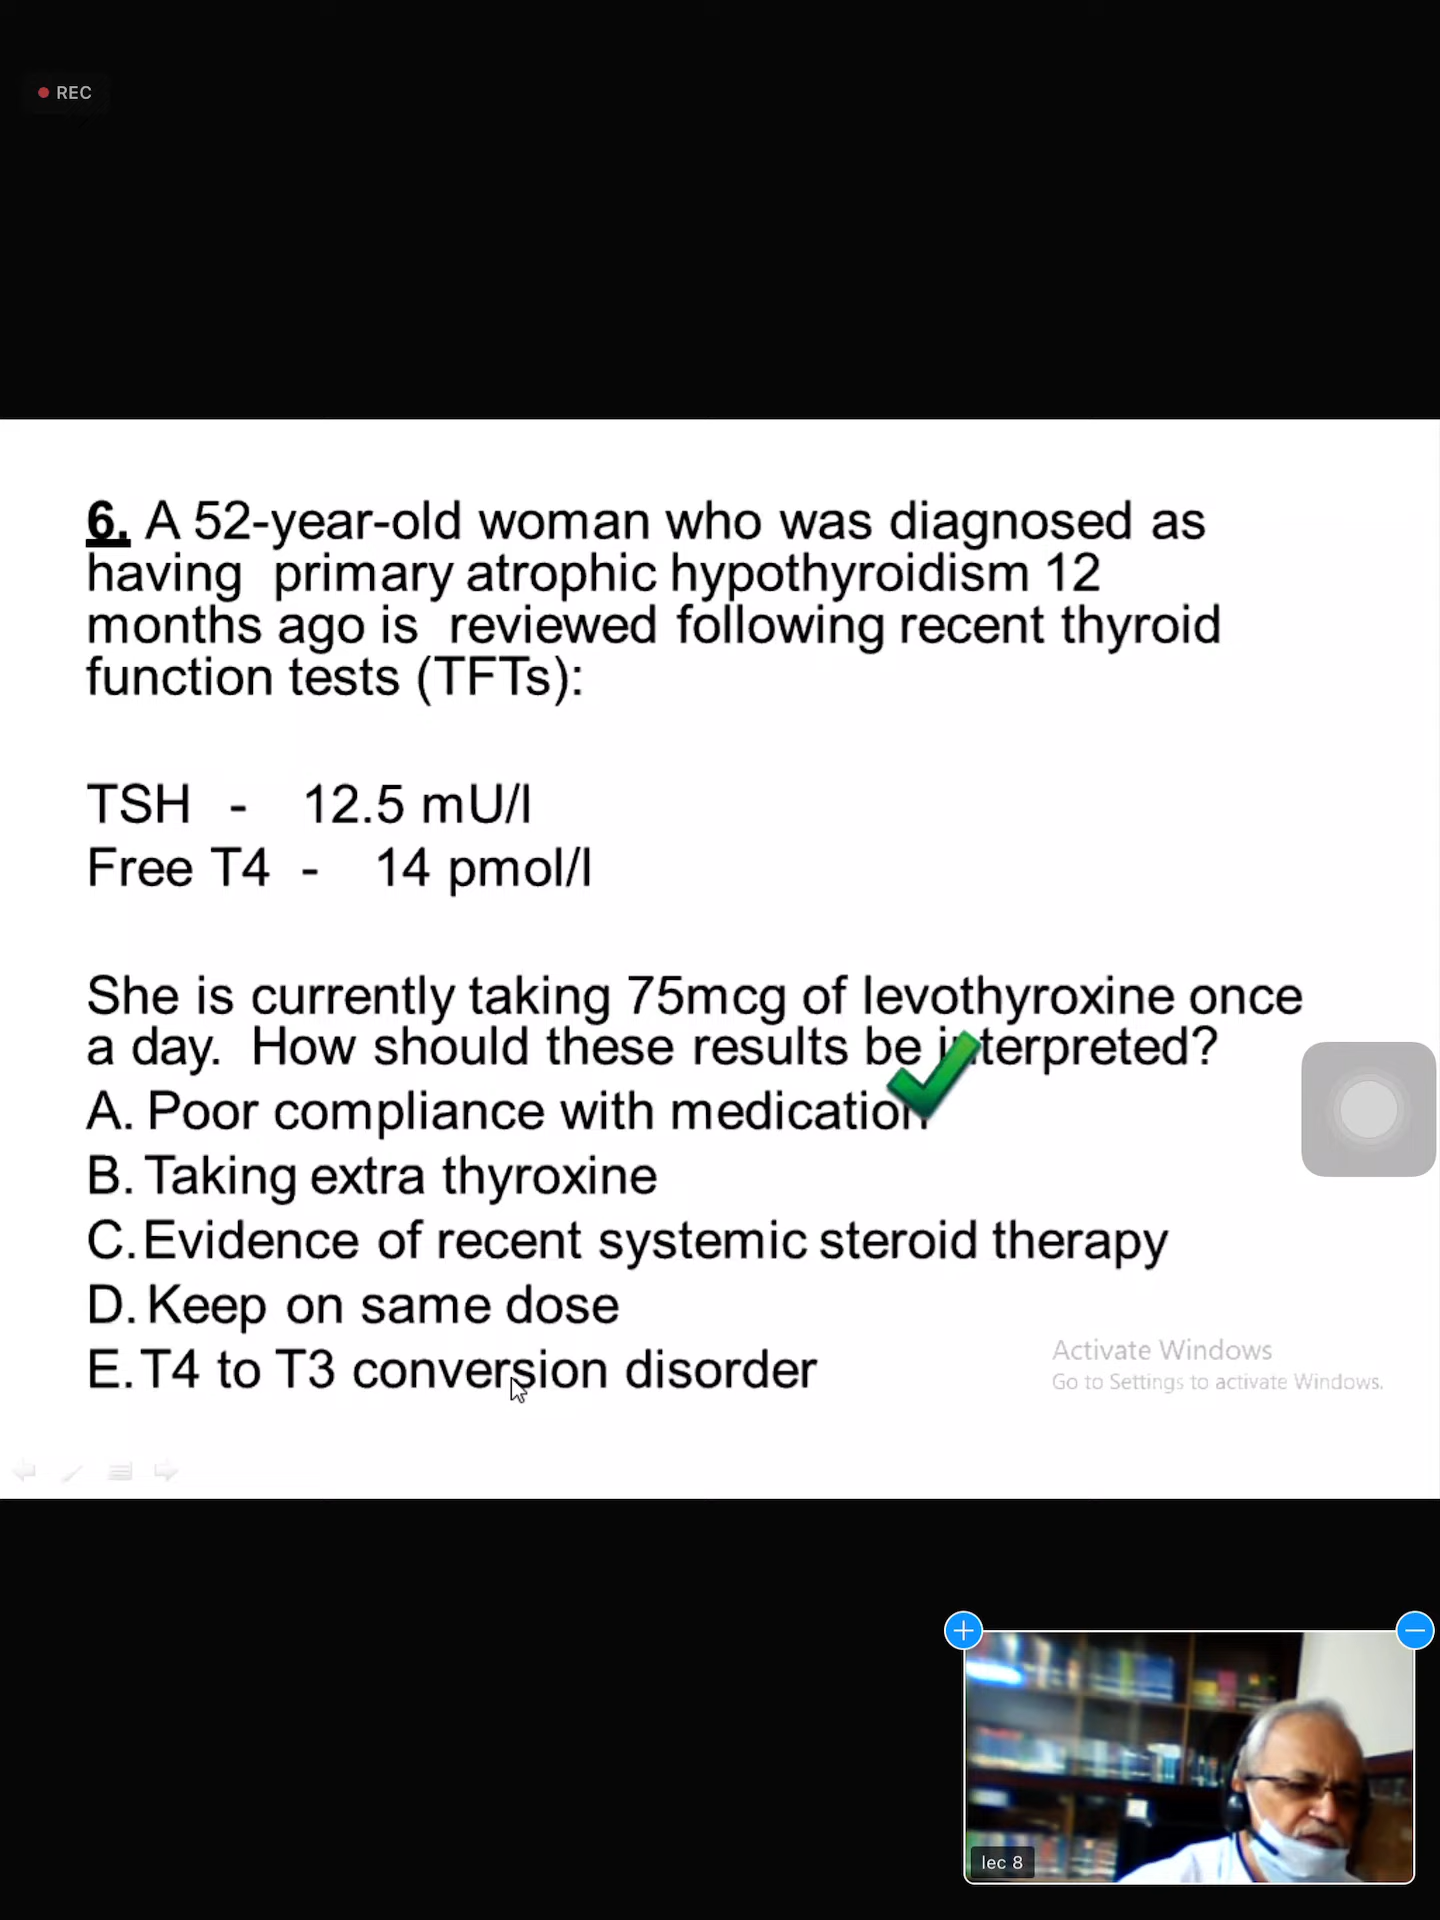 REC
6. A 52-year-old woman who was diagnosed as
having primary atrophic hypothyroidism 12
months ago is reviewed following recent thyroid
function tests (TFTs):
TSH - 12.5 mU/l
Free T4 - 14 pmol/l
She is currently taking 75mcg of levothyroxine once
a day. How should these results be interpreted?
A. Poor compliance with medication
B. Taking extra thyroxine
C. Evidence of recent systemic steroid therapy
D. Keep on same dose
E. T4 to T3 conversion disorder
Activate Windows
Go to Settings to activate Windows.
lec 8